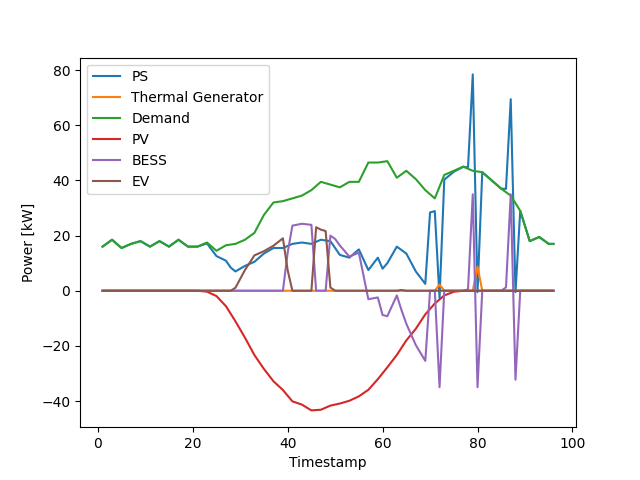 80
60
40
20
0
−20
−40
Power [kW]
PS
Thermal Generator
Demand
PV
BESS
EV
0 20 40 60 80 100
Timestamp